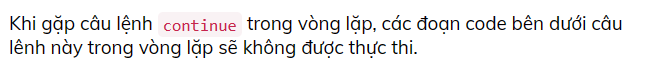 Khi gặp câu lệnh continue trong vòng lặp, các đoạn code bên dưới câu
lênh này trong vòng lặp sẽ không được thực thi.